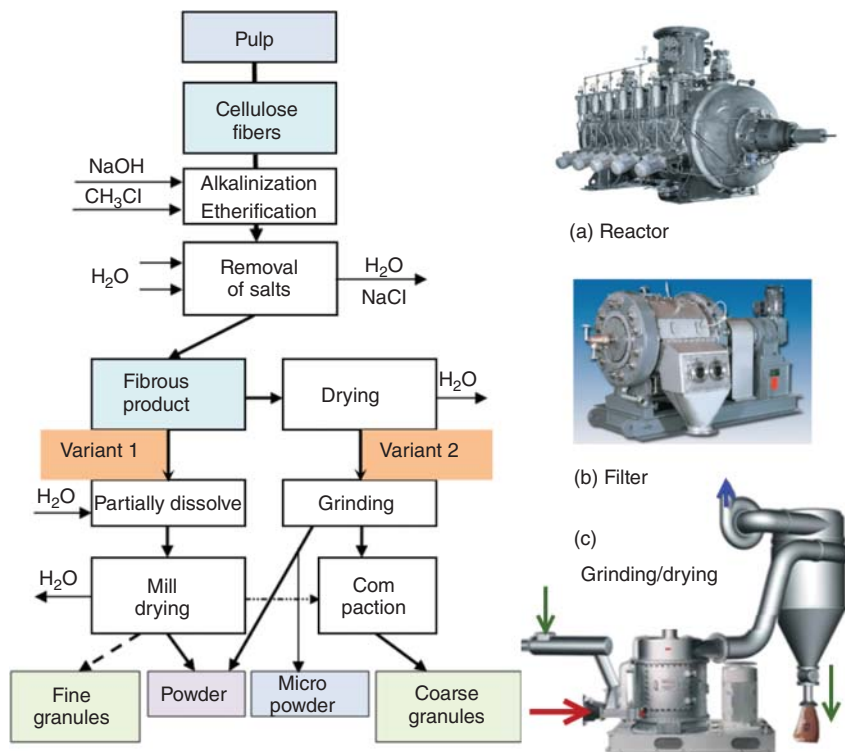 Pulp
Cellulose
fibers
NaOH
CH₃Cl
Alkalinization
Etherification
H₂O
Removal
of salts
H₂O
NaCl
Fibrous
product
Drying
H₂O
Variant 1
Variant 2
H₂O
Partially dissolve
Grinding
H₂O
Mill
drying
Com
paction
Fine
granules
Powder
Micro
powder
Coarse
granules
(a) Reactor
(b) Filter
(c)
Grinding/drying